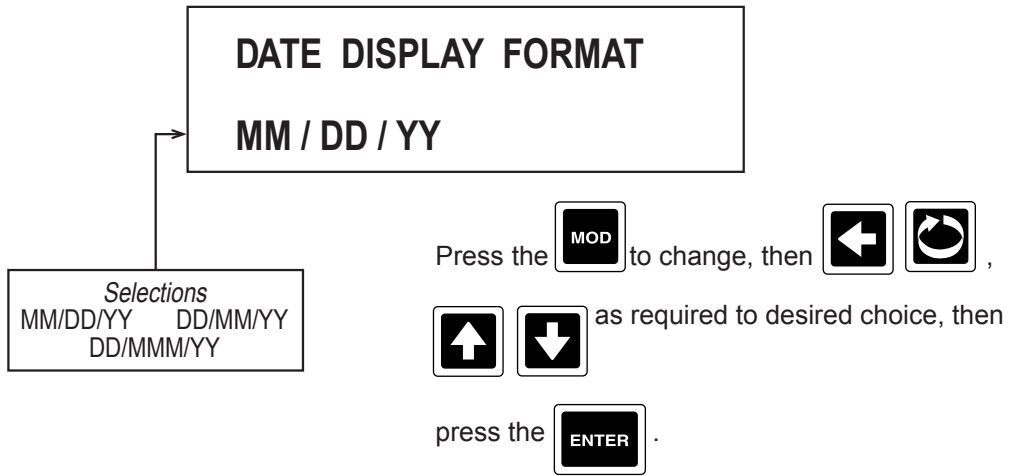 DATE DISPLAY FORMAT
MM / DD / YY
Selections
MM/DD/YY DD/MM/YY
DD/MMM/YY
Press the MOD to change, then ,
as required to desired choice, then
press the ENTER .